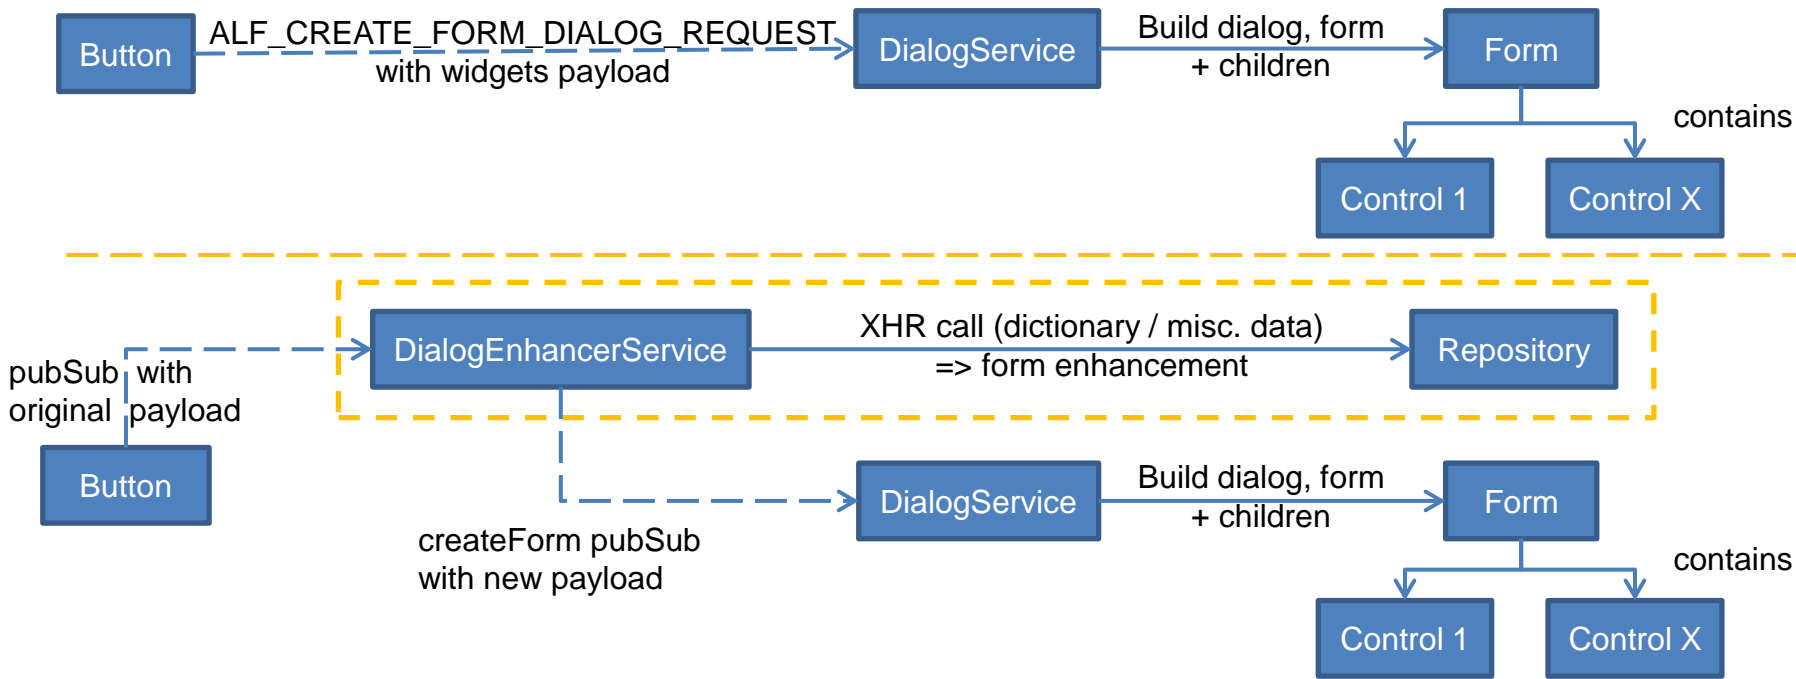 Button
ALF_CREATE_FORM_DIALOG_REQUEST
with widgets payload
DialogService
Build dialog, form
+ children
Form
contains
Control 1
Control X
DialogEnhancerService
XHR call (dictionary / misc. data)
=> form enhancement
Repository
pubSub with
original payload
Button
createForm pubSub
with new payload
DialogService
Build dialog, form
+ children
Form
contains
Control 1
Control X